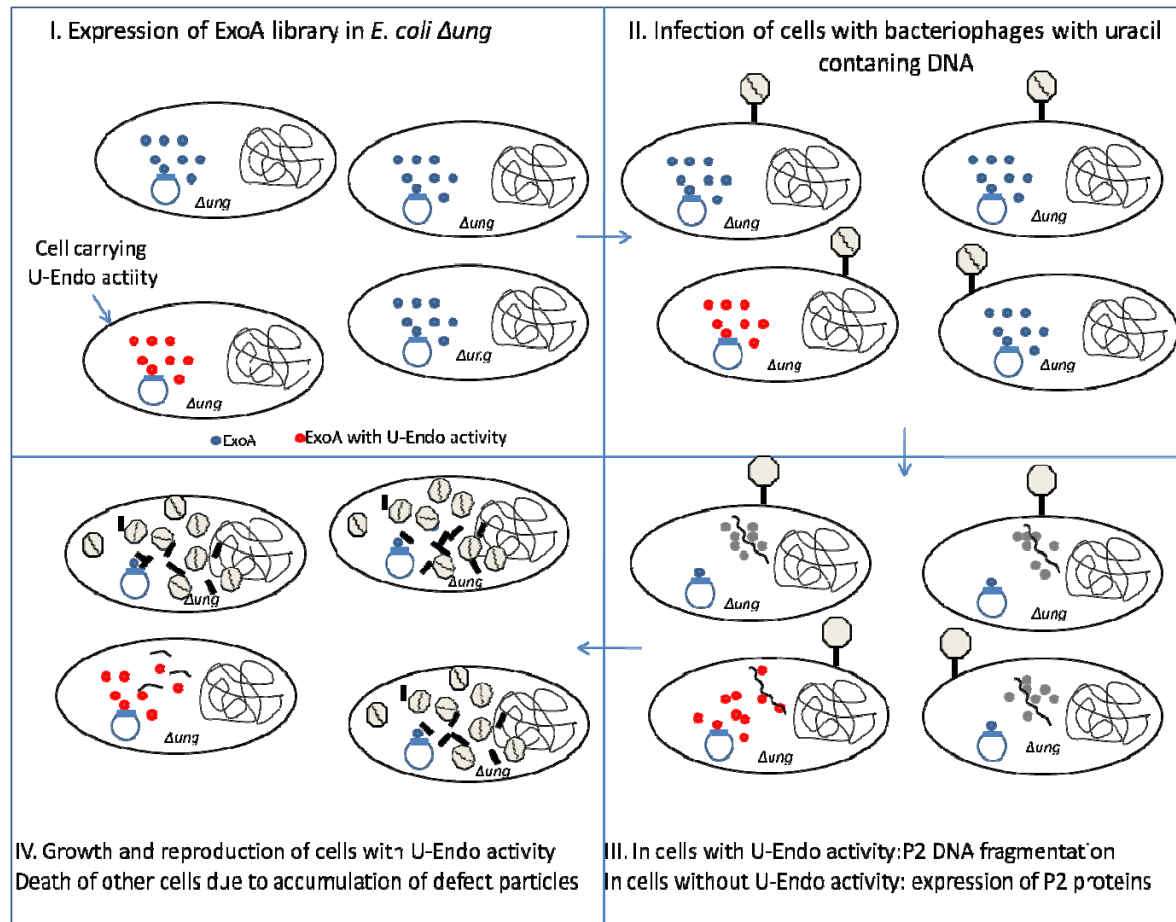 I. Expression of ExoA library in E. coli Δung
Δung
Δung
Cell carrying
U-Endo actiity
Δung
Δung
ExoA
ExoA with U-Endo activity
II. Infection of cells with bacteriophages with uracil
contaning DNA
Δung
Δung
Δung
Δung
Δung
Δung
Δung
Δung
III. In cells with U-Endo activity:P2 DNA fragmentation
In cells without U-Endo activity: expression of P2 proteins
Δung
Δung
Δung
Δung
IV. Growth and reproduction of cells with U-Endo activity
Death of other cells due to accumulation of defect particles